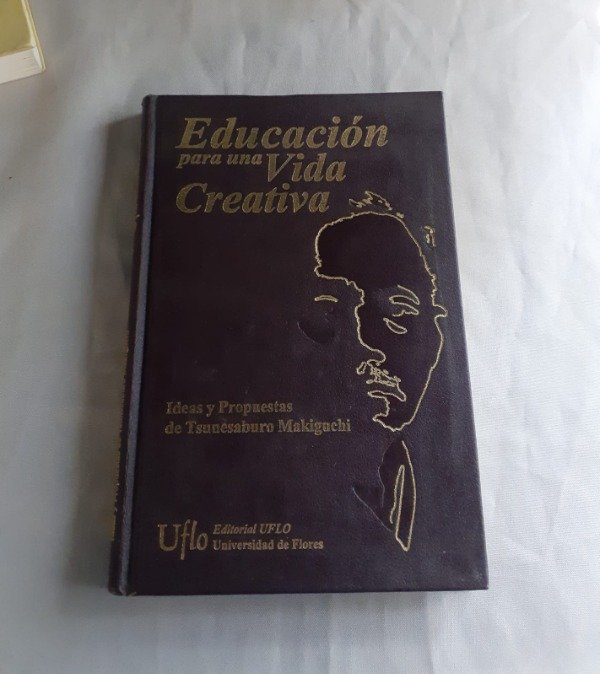 Educación
para una Vida
Creativa
Ideas y Propuestas
de Tsunesaburo Makiguchi
Uflo
Editorial UFLO
Universidad de Flores